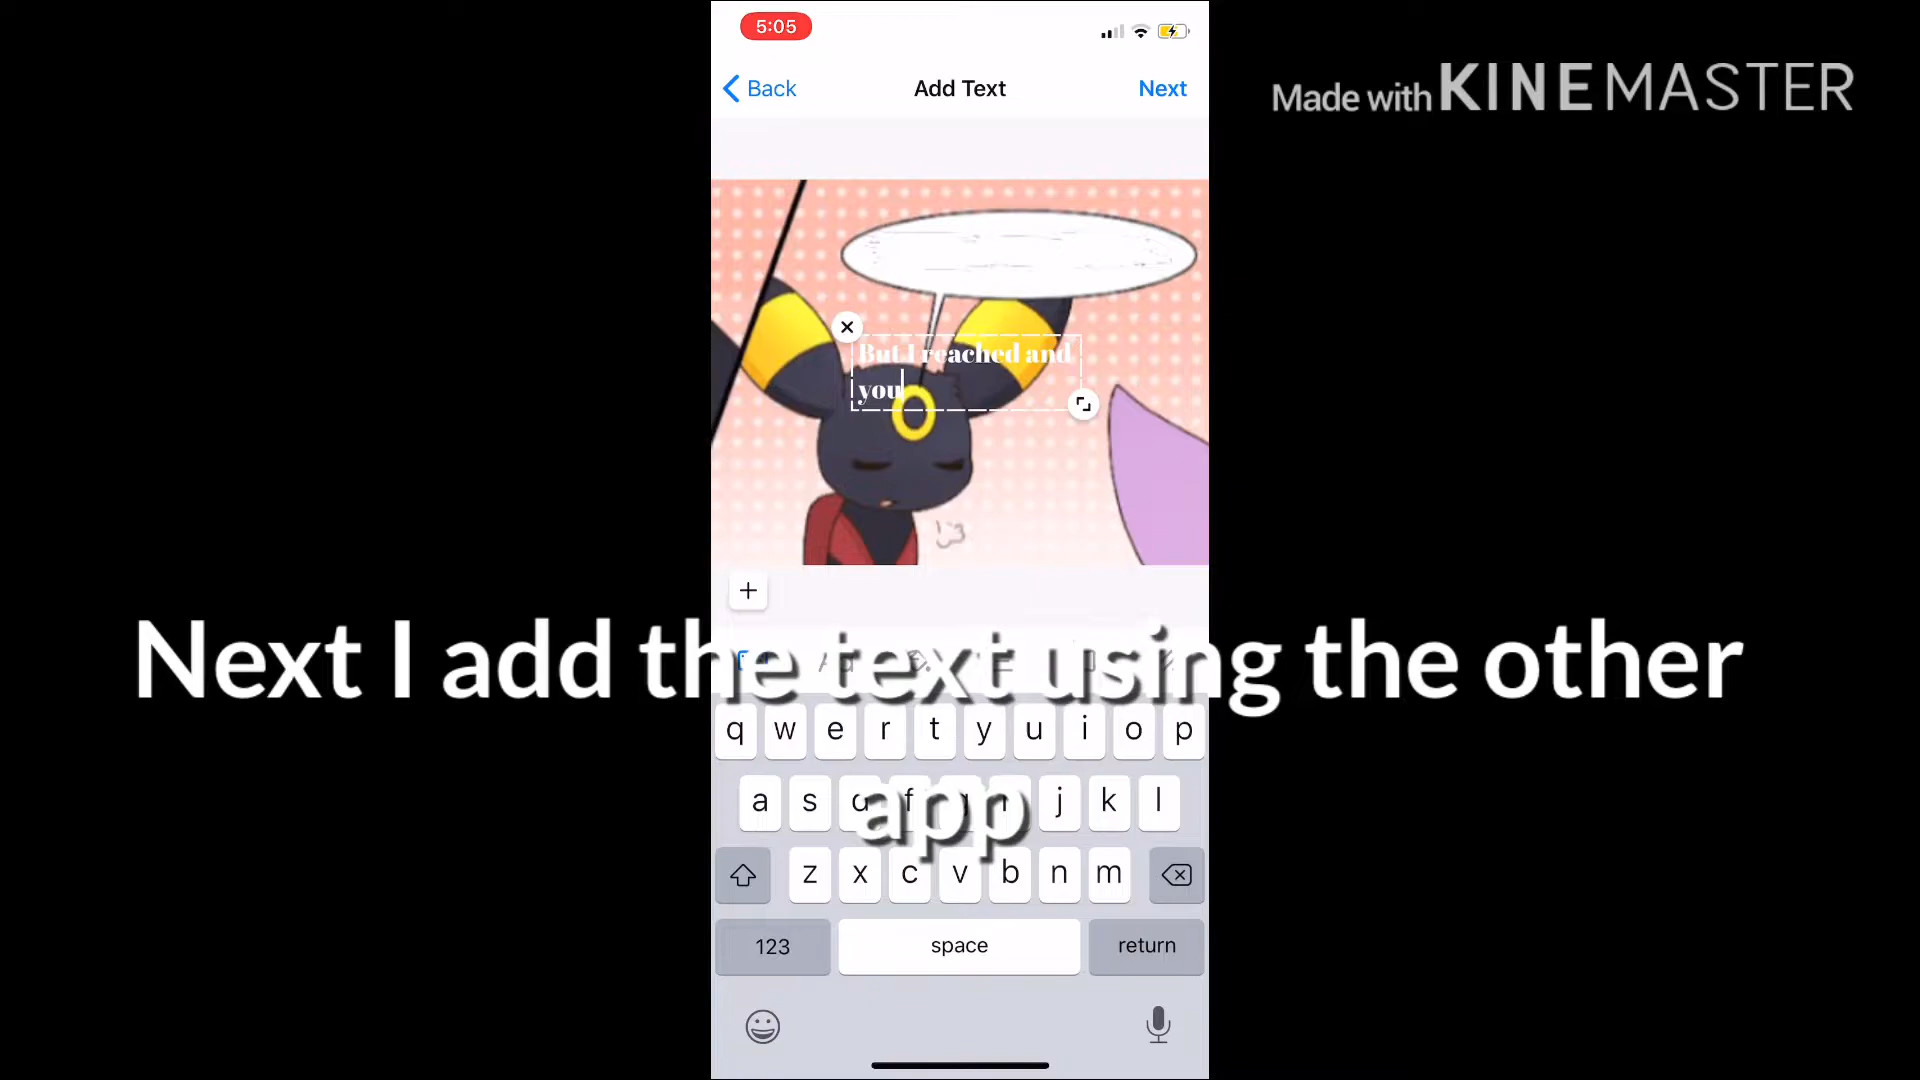 5:05
Made with KINEMASTER
Back
Add Text
Next
But I reached and
you
Next I add the text using the other
app
q w e r t y u i o p
a s d f g j k l
z x c v b n m
123
space
return